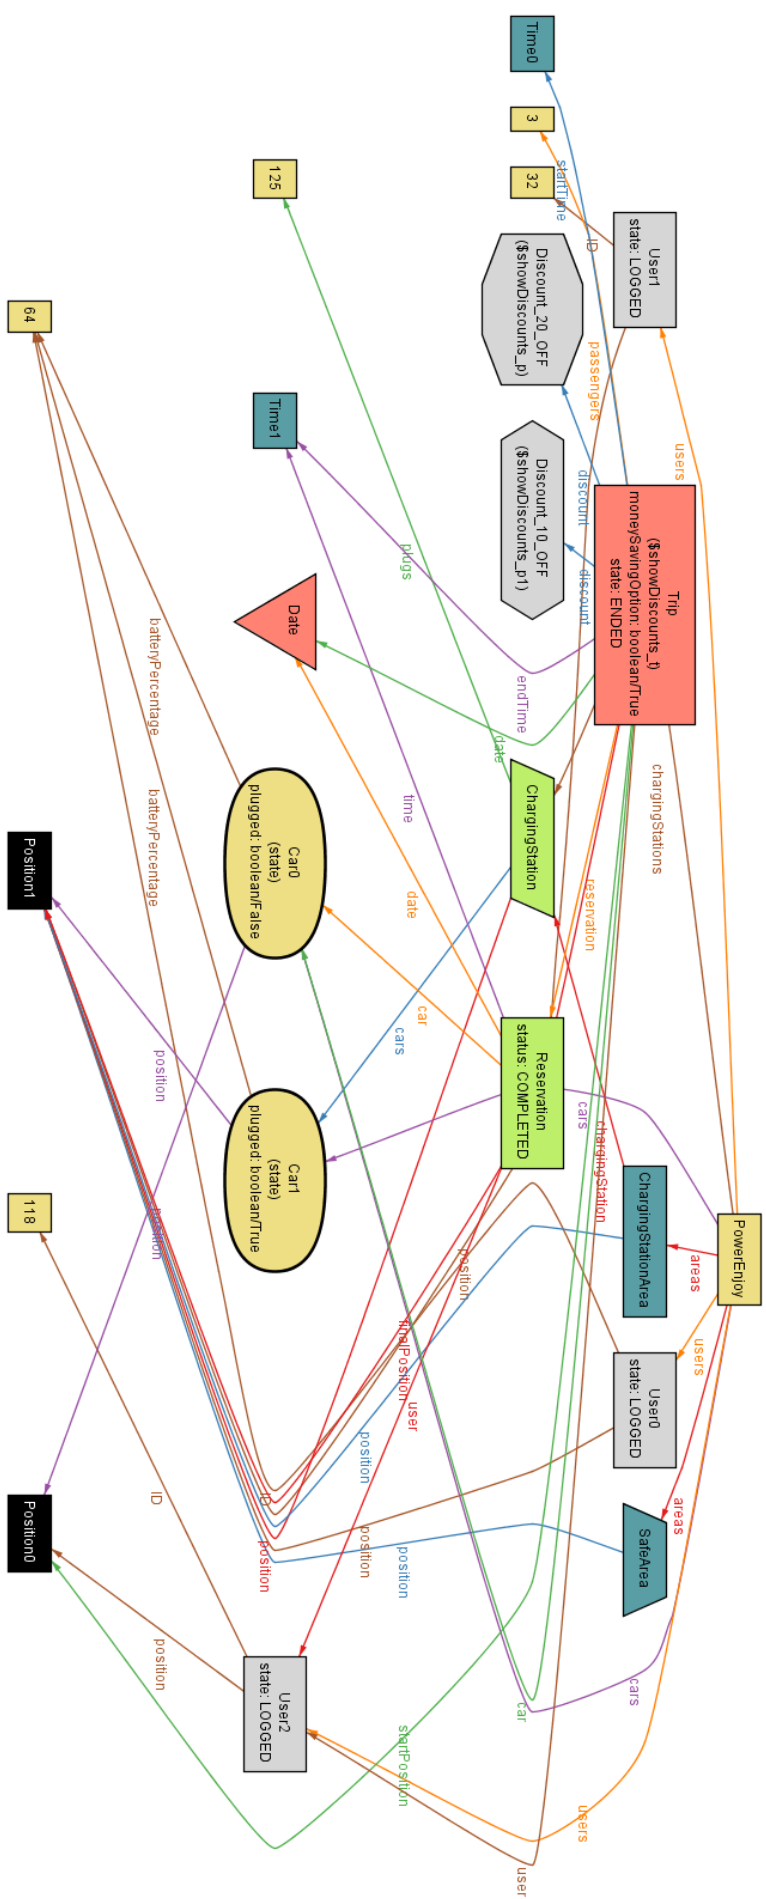 PowerEnjoy
users
chargingStations
cars
areas
users
areas
cars
users
User1
state: LOGGED
Trip
($showDiscounts_t)
moneySavingOption: boolean/True
state: ENDED
ChargingStationArea
User0
state: LOGGED
SafeArea
startTime
ID
passengers
discount
discount
endTime
date
reservation
chargingStation
position
car
user
Time0
3
32
Discount_20_OFF
($showDiscounts_p)
Discount_10_OFF
($showDiscounts_p1)
ChargingStation
Reservation
status: COMPLETED
plugs
time
date
car
cars
finalPosition
user
position
position
position
startPosition
125
Time1
Date
Car0
(state)
plugged: boolean/False
Car1
(state)
plugged: boolean/True
ID
position
User2
state: LOGGED
batteryPercentage
batteryPercentage
position
position
ID
position
64
Position1
118
Position0